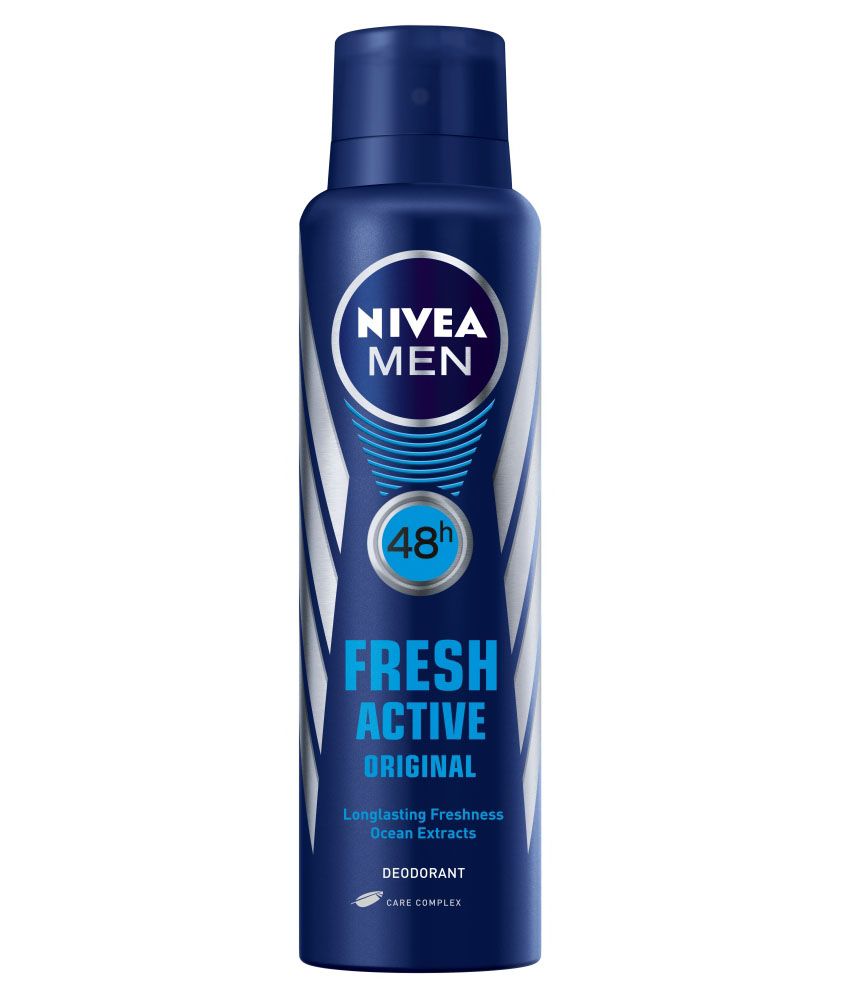 NIVEA
MEN
48h
FRESH
ACTIVE
ORIGINAL
Longlasting Freshness
Ocean Extracts
DEODORANT
CARE COMPLEX